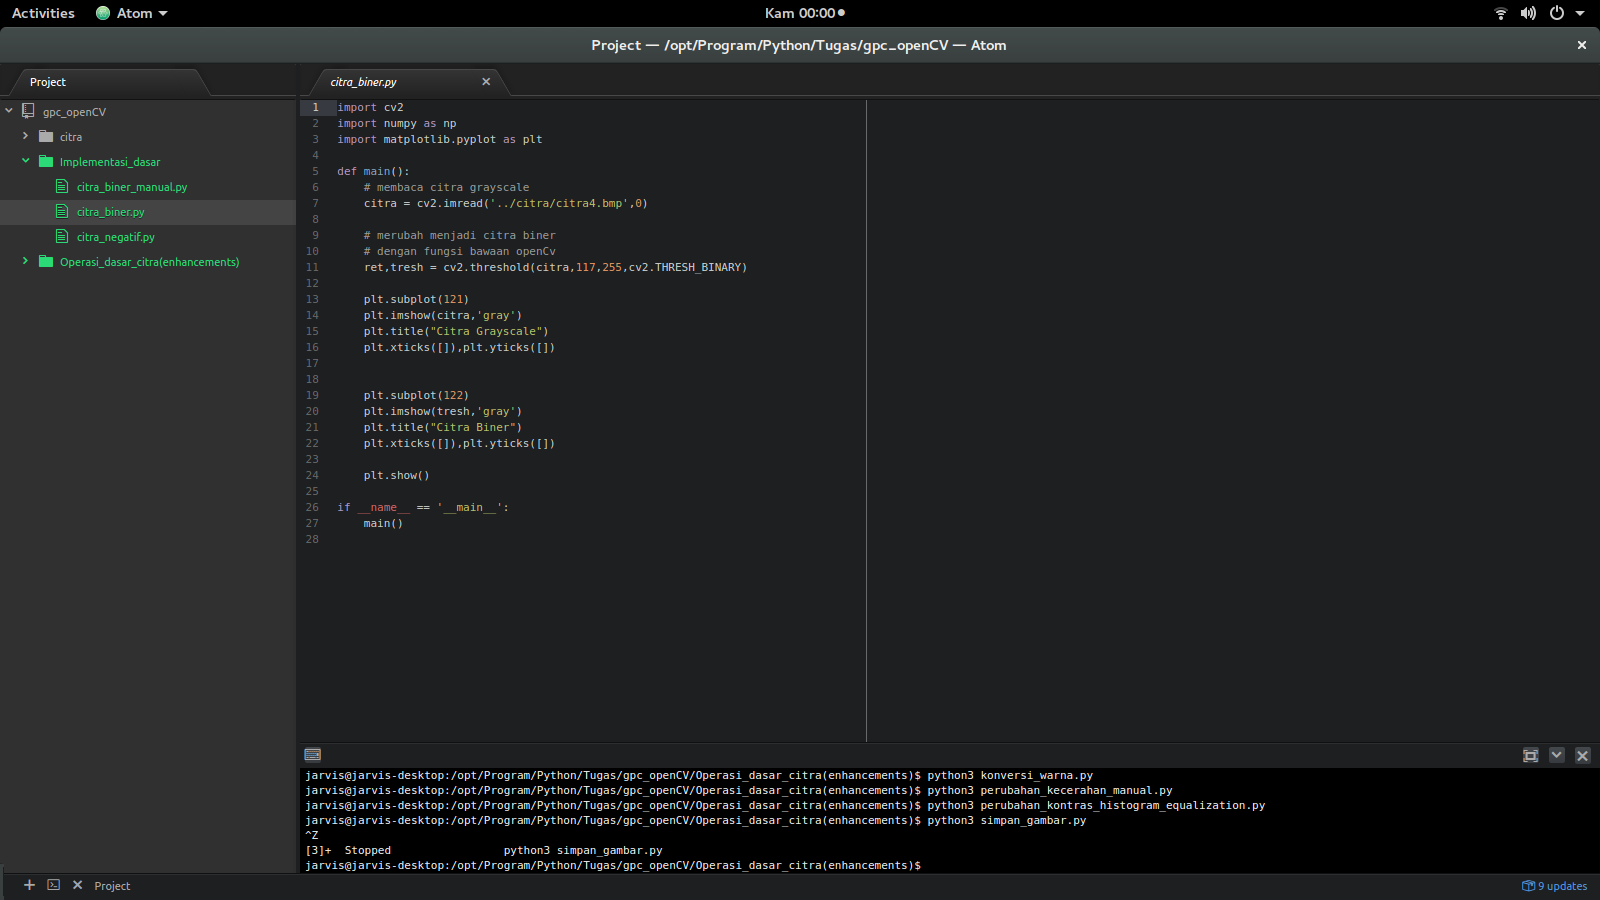 Activities Atom Kam 00:00
Project — /opt/Program/Python/Tugas/gpc_openCV — Atom
Project
citra_biner.py
gpc_openCV
citra
Implementasi_dasar
citra_biner_manual.py
citra_biner.py
citra_negatif.py
Operasi_dasar_citra(enhancements)
1 import cv2
2 import numpy as np
3 import matplotlib.pyplot as plt
4
5 def main():
6     # membaca citra grayscale
7     citra = cv2.imread('../citra/citra4.bmp',0)
8
9     # merubah menjadi citra biner
10     # dengan fungsi bawaan openCv
11     ret,tresh = cv2.threshold(citra,117,255,cv2.THRESH_BINARY)
12
13     plt.subplot(121)
14     plt.imshow(citra,'gray')
15     plt.title("Citra Grayscale")
16     plt.xticks([]),plt.yticks([])
17
18
19     plt.subplot(122)
20     plt.imshow(tresh,'gray')
21     plt.title("Citra Biner")
22     plt.xticks([]),plt.yticks([])
23
24     plt.show()
25
26 if __name__ == '__main__':
27     main()
28
jarvis@jarvis-desktop:/opt/Program/Python/Tugas/gpc_openCV/Operasi_dasar_citra(enhancements)$ python3 konversi_warna.py
jarvis@jarvis-desktop:/opt/Program/Python/Tugas/gpc_openCV/Operasi_dasar_citra(enhancements)$ python3 perubahan_kecerahan_manual.py
jarvis@jarvis-desktop:/opt/Program/Python/Tugas/gpc_openCV/Operasi_dasar_citra(enhancements)$ python3 perubahan_kontras_histogram_equalization.py
jarvis@jarvis-desktop:/opt/Program/Python/Tugas/gpc_openCV/Operasi_dasar_citra(enhancements)$ python3 simpan_gambar.py
^Z
[3]+  Stopped                 python3 simpan_gambar.py
jarvis@jarvis-desktop:/opt/Program/Python/Tugas/gpc_openCV/Operasi_dasar_citra(enhancements)$
Project
9 updates